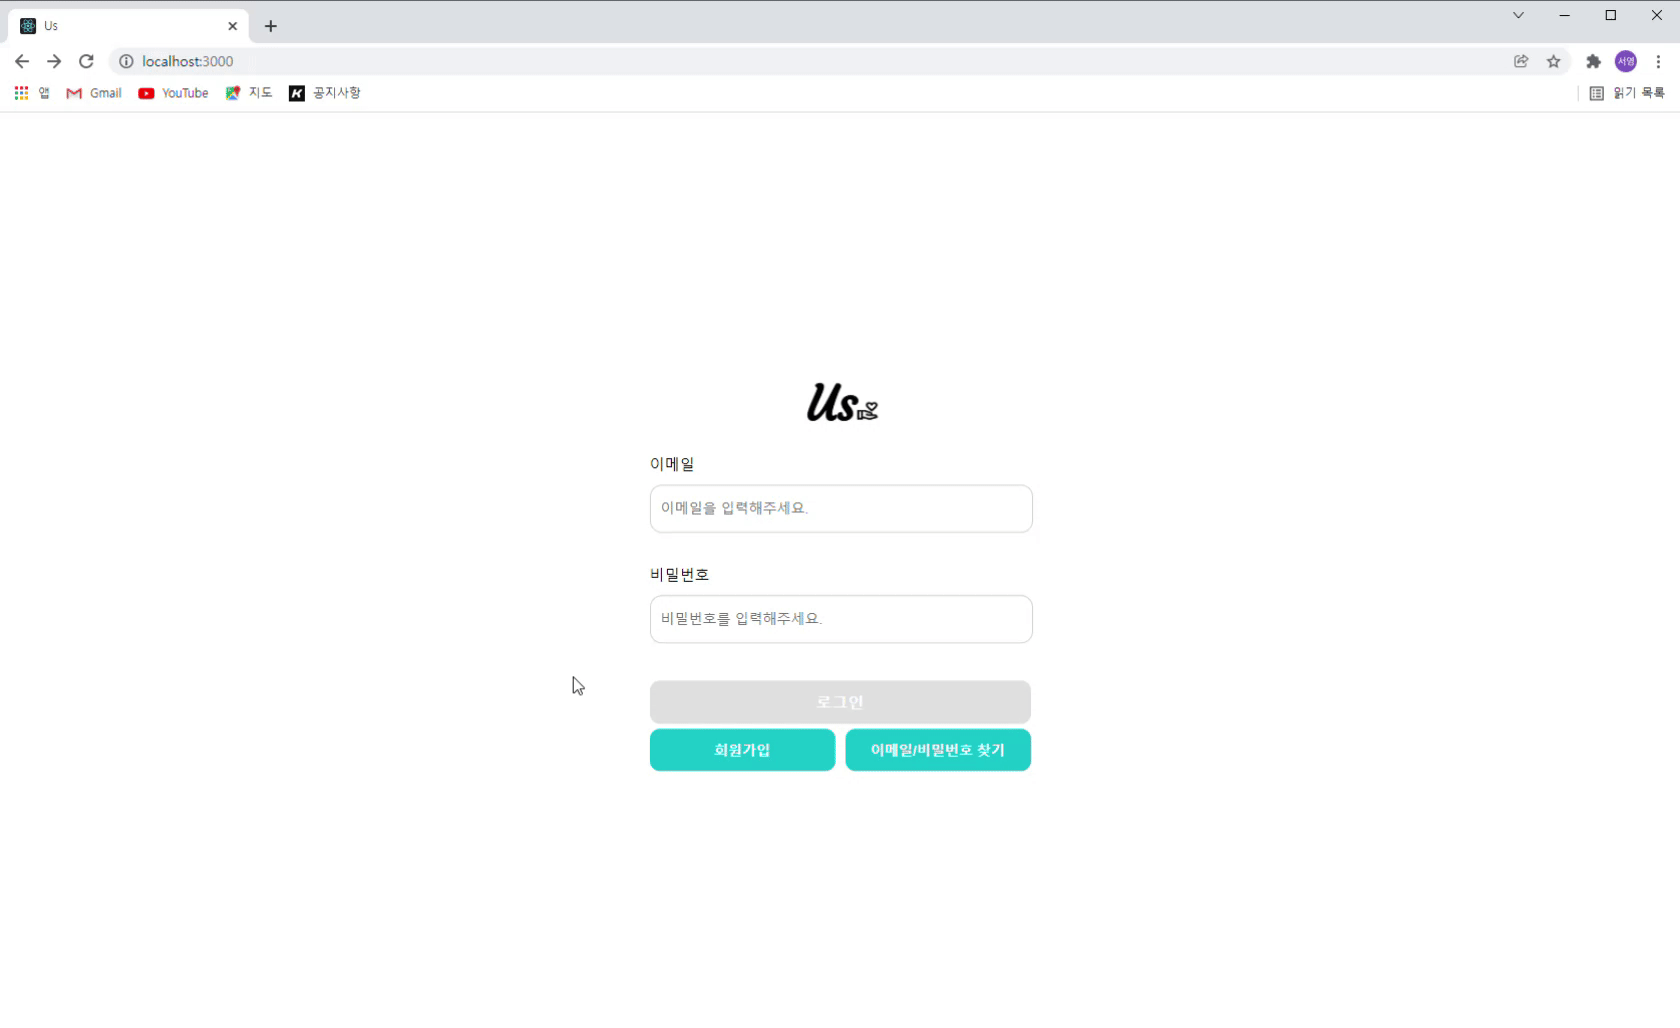 Us
localhost:3000
서영
앱 Gmail YouTube 지도 K 공지사항 읽기 목록
Us
이메일
이메일을 입력해주세요.
비밀번호
비밀번호를 입력해주세요.
로그인
회원가입 이메일/비밀번호 찾기